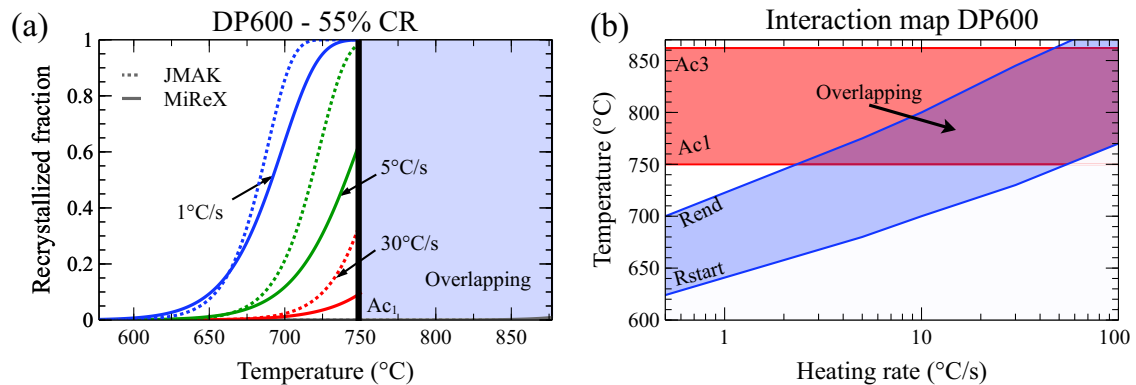 (a)
DP600 - 55% CR
1
0.8
0.6
0.4
0.2
0
Recrystallized fraction
JMAK
MiReX
1°C/s
5°C/s
30°C/s
Overlapping
Ac1
600 650 700 750 800 850
Temperature (°C)
(b)
Interaction map DP600
850
800
750
700
650
600
Temperature (°C)
Ac3
Overlapping
Ac1
Rend
Rstart
1 10 100
Heating rate (°C/s)